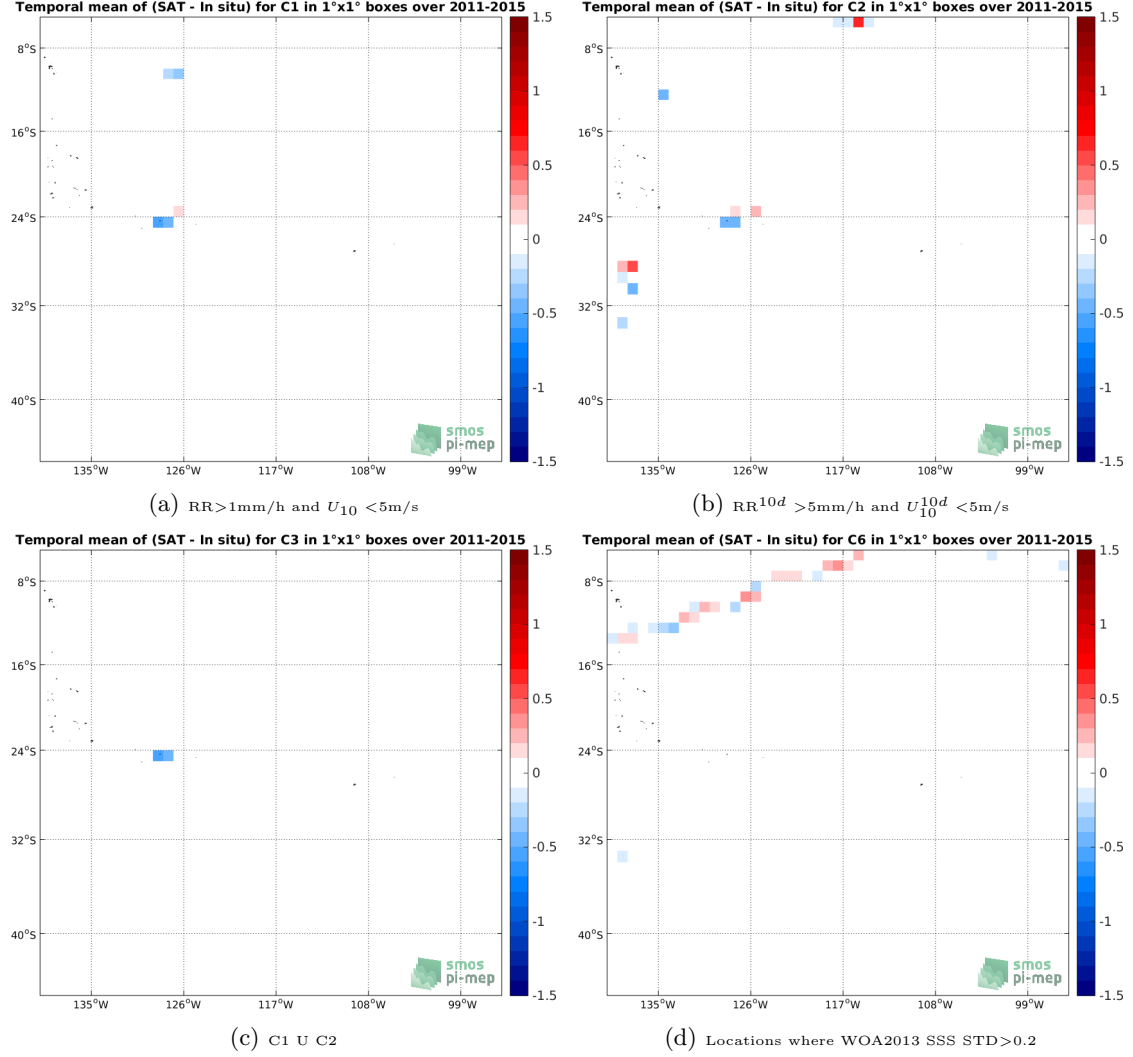 Temporal mean of (SAT - In situ) for C1 in 1°x1° boxes over 2011-2015
8°S
16°S
24°S
32°S
40°S
135°W
126°W
117°W
108°W
99°W
1.5
1
0.5
0
-0.5
-1
-1.5
smos
pi-mep
(a) RR>1mm/h and U10 <5m/s
Temporal mean of (SAT - In situ) for C2 in 1°x1° boxes over 2011-2015
8°S
16°S
24°S
32°S
40°S
135°W
126°W
117°W
108°W
99°W
1.5
1
0.5
0
-0.5
-1
-1.5
smos
pi-mep
(b) RR^10d >5mm/h and U10^10d <5m/s
Temporal mean of (SAT - In situ) for C3 in 1°x1° boxes over 2011-2015
8°S
16°S
24°S
32°S
40°S
135°W
126°W
117°W
108°W
99°W
1.5
1
0.5
0
-0.5
-1
-1.5
smos
pi-mep
(c) C1 U C2
Temporal mean of (SAT - In situ) for C6 in 1°x1° boxes over 2011-2015
8°S
16°S
24°S
32°S
40°S
135°W
126°W
117°W
108°W
99°W
1.5
1
0.5
0
-0.5
-1
-1.5
smos
pi-mep
(d) Locations where WOA2013 SSS STD>0.2